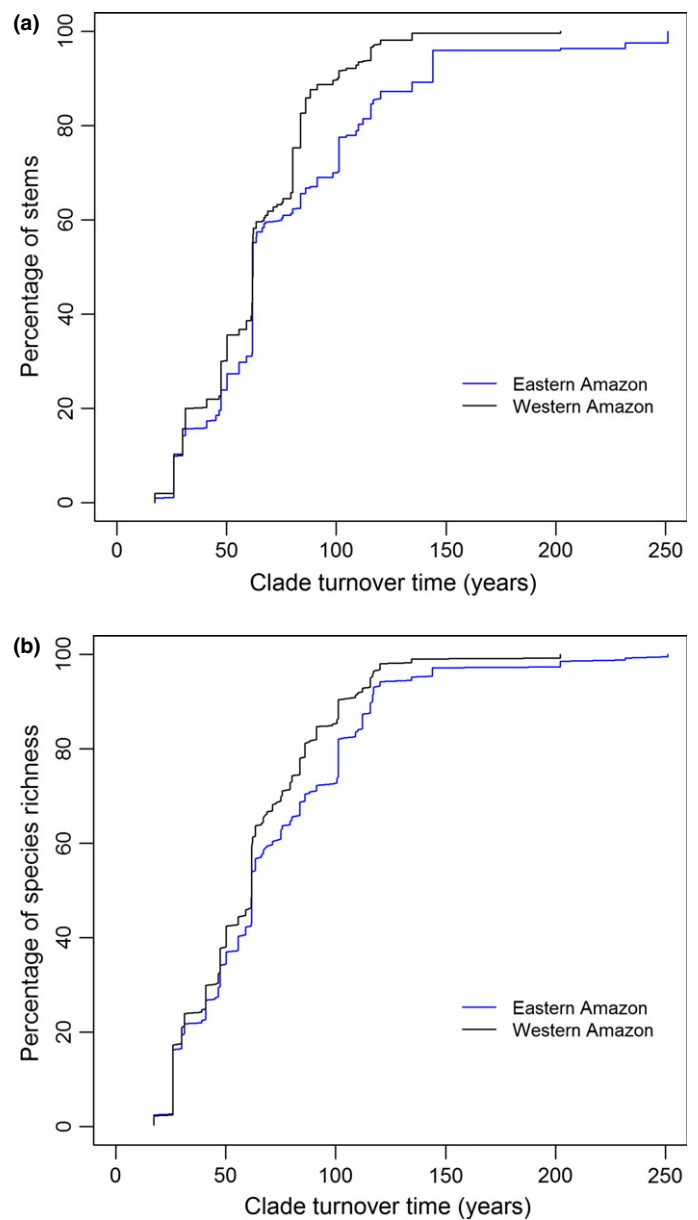 (a)
Percentage of stems
100
80
60
40
20
0
Eastern Amazon
Western Amazon
0 50 100 150 200 250
Clade turnover time (years)
(b)
Percentage of species richness
100
80
60
40
20
0
Eastern Amazon
Western Amazon
0 50 100 150 200 250
Clade turnover time (years)